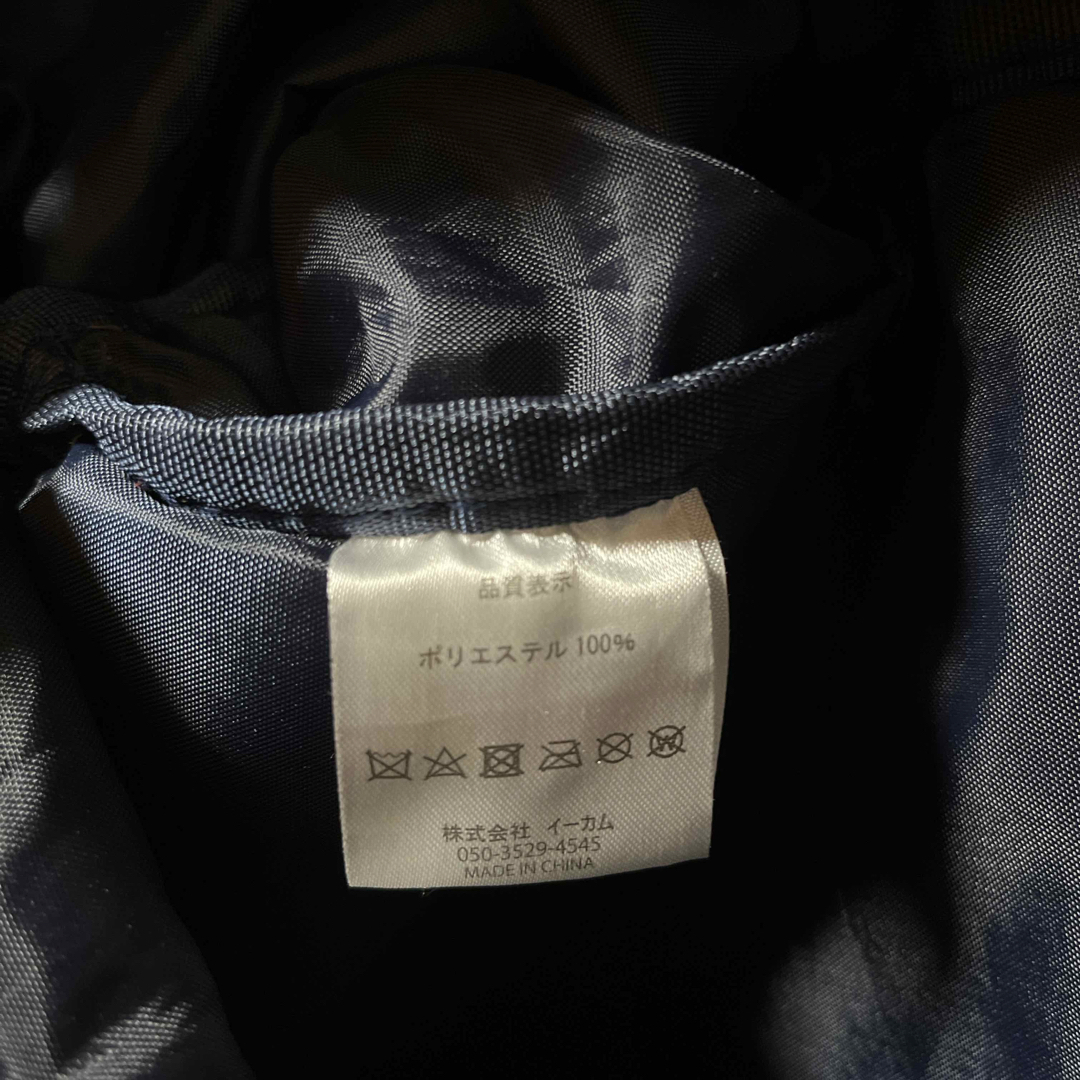 品質表示
ポリエステル 100%
株式会社 イーカム
050-3529-4545
MADE IN CHINA